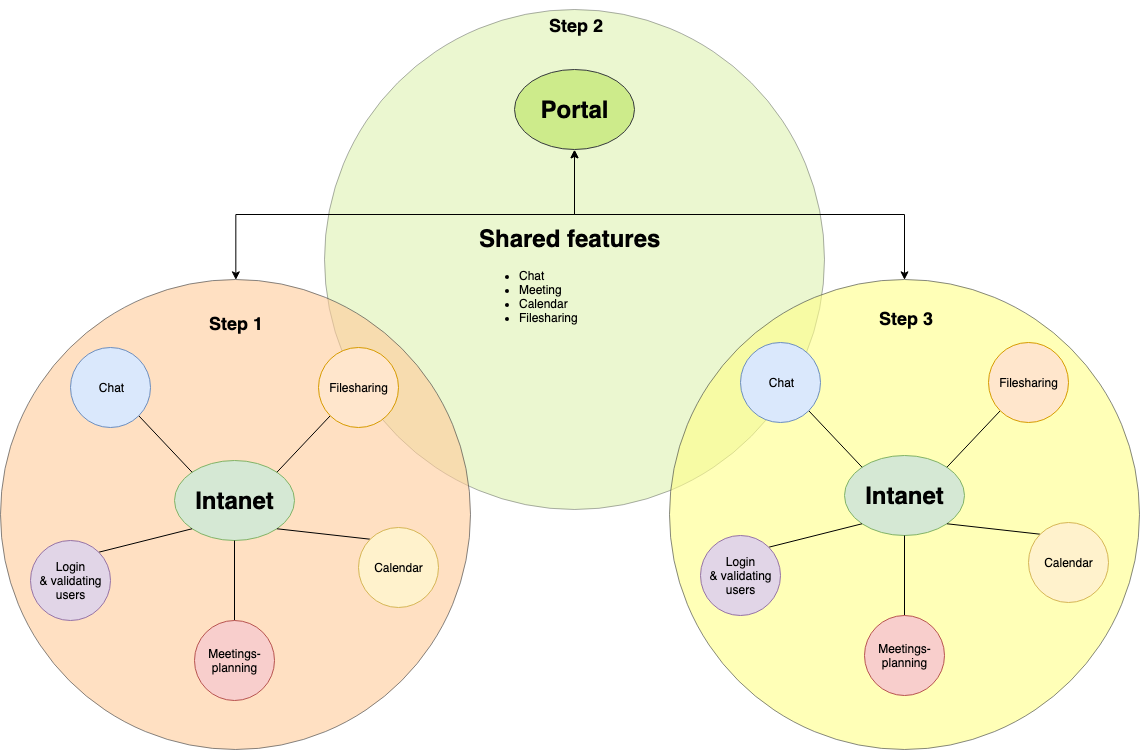 Step 2
Portal
Shared features
• Chat
• Meeting
• Calendar
• Filesharing
Step 1
Chat
Filesharing
Intanet
Login
& validating
users
Calendar
Meetings-
planning
Step 3
Chat
Filesharing
Intanet
Login
& validating
users
Calendar
Meetings-
planning